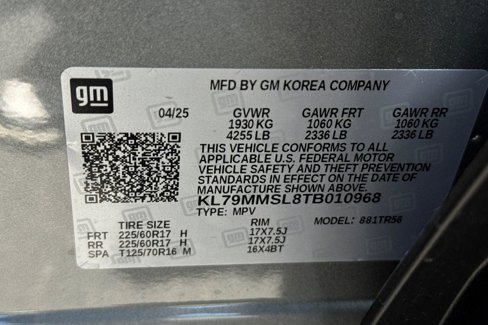 gm
MFD BY GM KOREA COMPANY
04/25 GVWR GAWR FRT GAWR RR
1930 KG 1060 KG 1060 KG
4255 LB 2336 LB 2336 LB
THIS VEHICLE CONFORMS TO ALL
APPLICABLE U.S. FEDERAL MOTOR
VEHICLE SAFETY AND THEFT PREVENTION
STANDARDS IN EFFECT ON THE DATE OF
MANUFACTURE SHOWN ABOVE.
KL79MMSL8TB010968
TYPE: MPV MODEL: 881TR56
TIRE SIZE RIM
FRT 225/60R17 H 17X7.5J
RR 225/60R17 H 17X7.5J
SPA T125/70R16 M 16X4BT